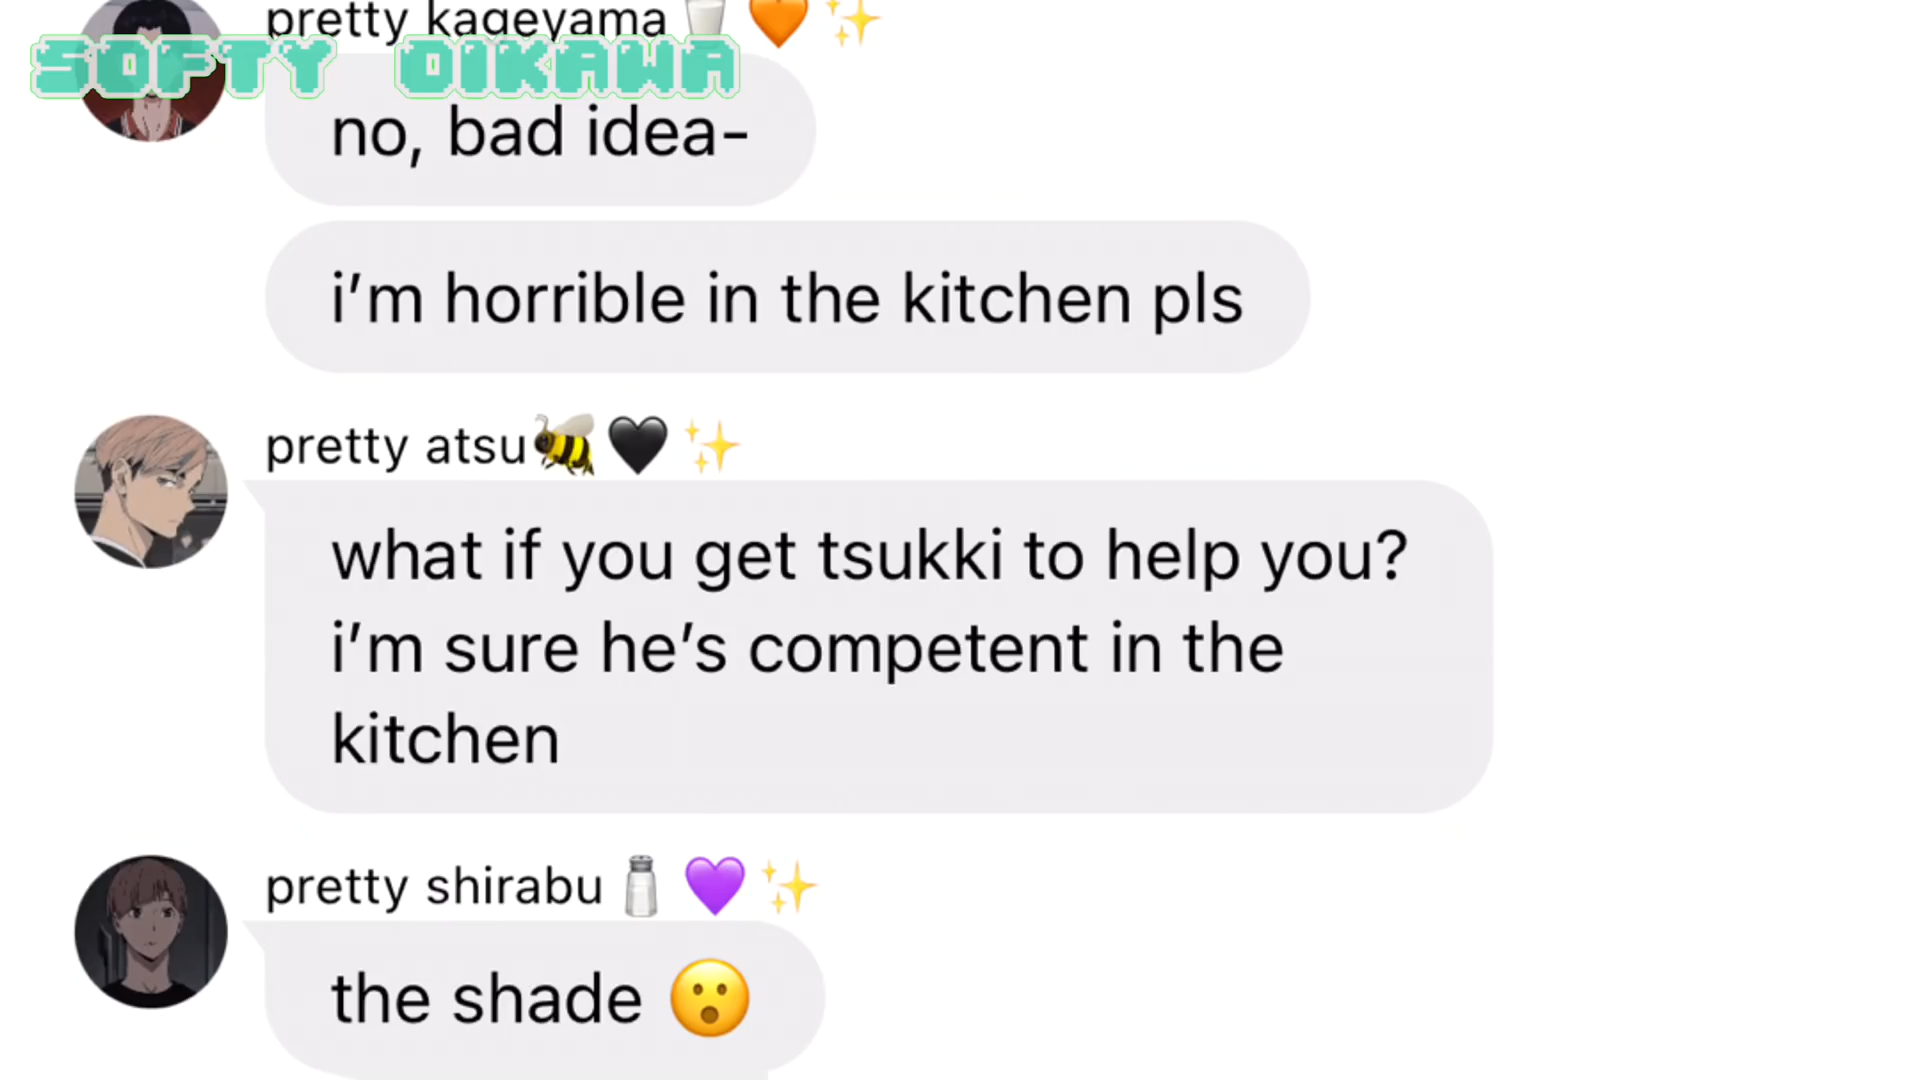 pretty kageyama🥛🧡✨
SOFTY OIKAWA
no, bad idea-
i’m horrible in the kitchen pls
pretty atsu🐝🖤✨
what if you get tsukki to help you?
i’m sure he’s competent in the
kitchen
pretty shirabu🧂💜✨
the shade 😮